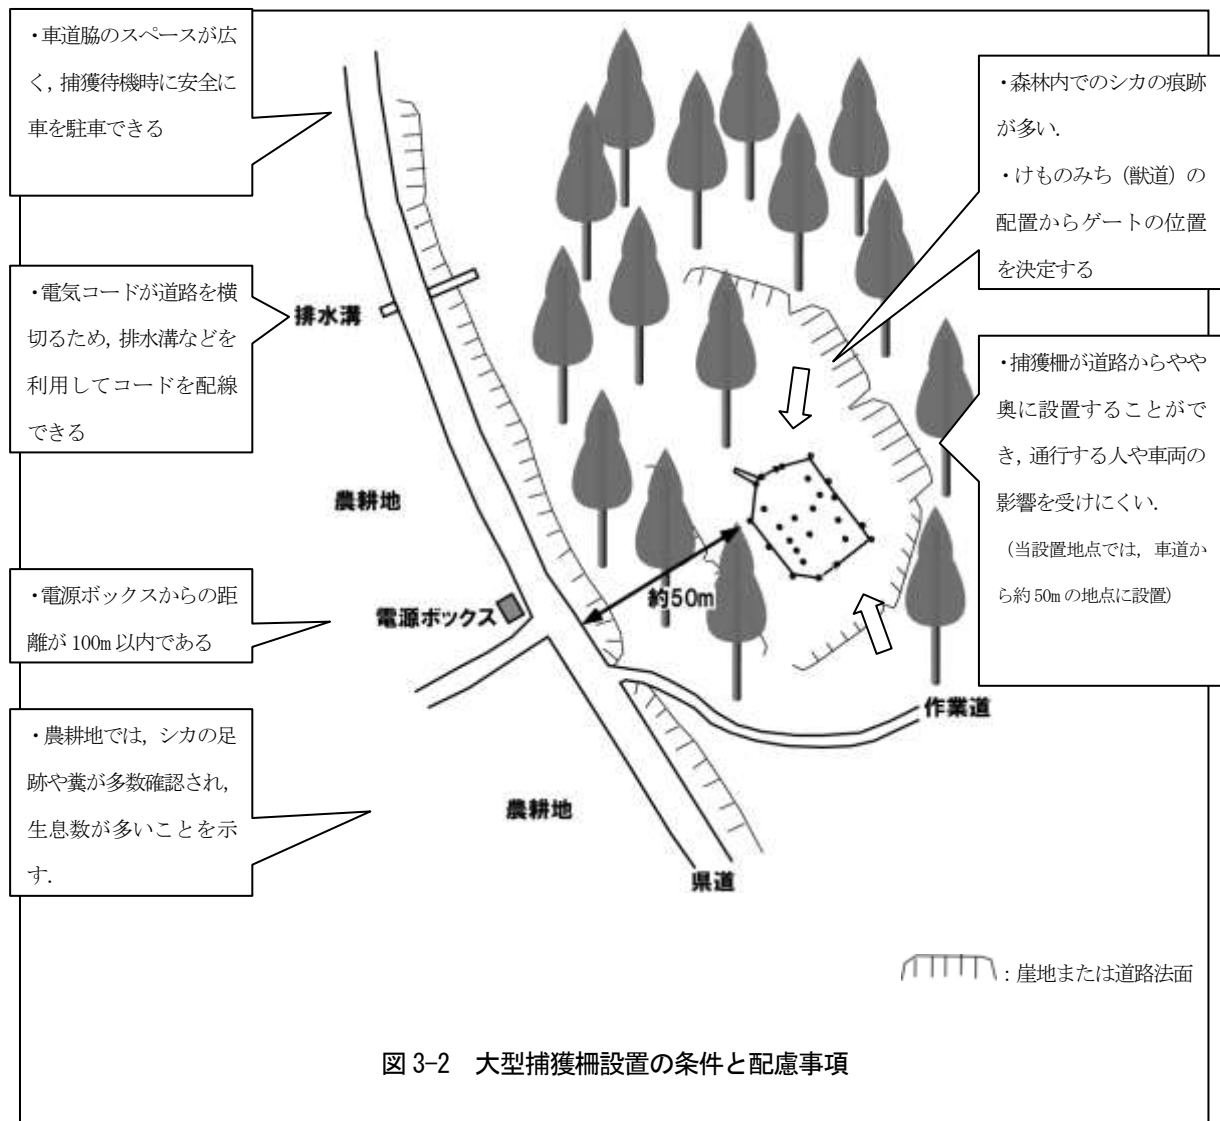 ・車道脇のスペースが広
く，捕獲待機時に安全に
車を駐車できる
・森林内でのシカの痕跡
が多い．
・けものみち（獣道）の
配置からゲートの位置
を決定する
・電気コードが道路を横
切るため，排水溝などを
利用してコードを配線
できる
排水溝
・捕獲柵が道路からやや
奥に設置することがで
き，通行する人や車両の
影響を受けにくい．
（当設置地点では，車道か
ら約50mの地点に設置）
農耕地
・電源ボックスからの距
離が100m以内である
電源ボックス
約50m
作業道
・農耕地では，シカの足
跡や糞が多数確認され，
生息数が多いことを示
す．
農耕地
県道
：崖地または道路法面
図 3-2　大型捕獲柵設置の条件と配慮事項